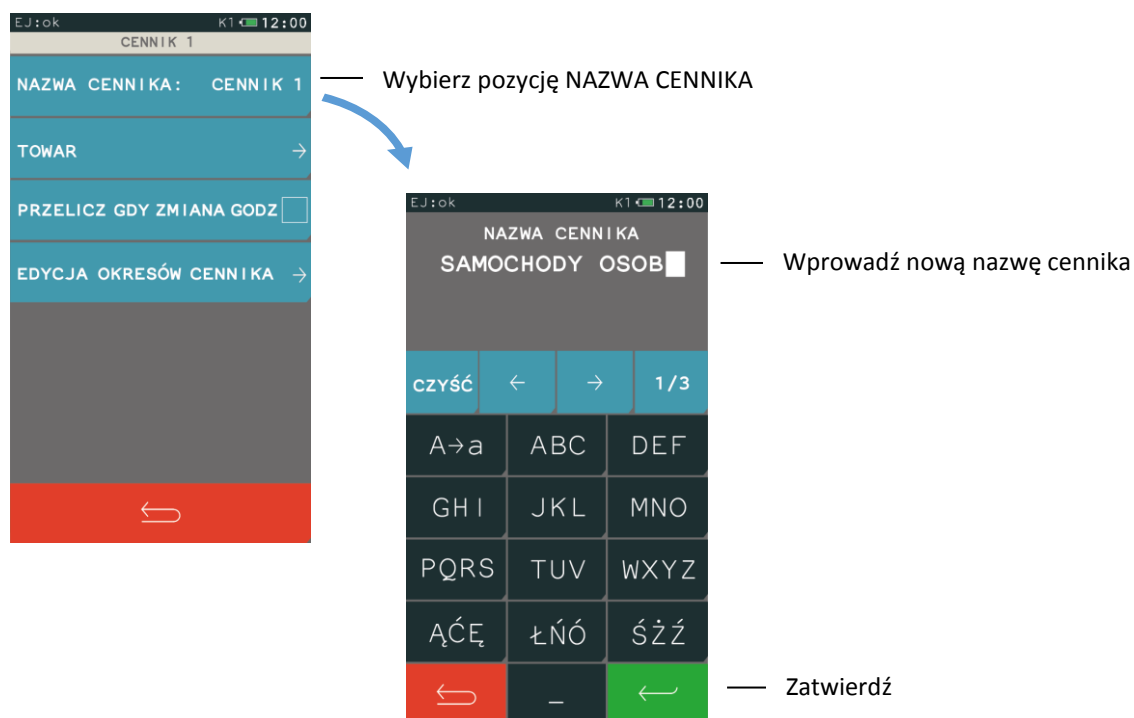 EJ:ok K1 12:00
CENNIK 1
NAZWA CENNIKA: CENNIK 1
Wybierz pozycję NAZWA CENNIKA
TOWAR →
PRZELICZ GDY ZMIANA GODZ
EDYCJA OKRESÓW CENNIKA →
EJ:ok K1 12:00
NAZWA CENNIKA
SAMOCHODY OSOB
Wprowadź nową nazwę cennika
CZYŚĆ ← → 1/3
A→a ABC DEF
GHI JKL MNO
PQRS TUV WXYZ
ĄĆĘ ŁŃÓ ŚŻŹ
_
Zatwierdź